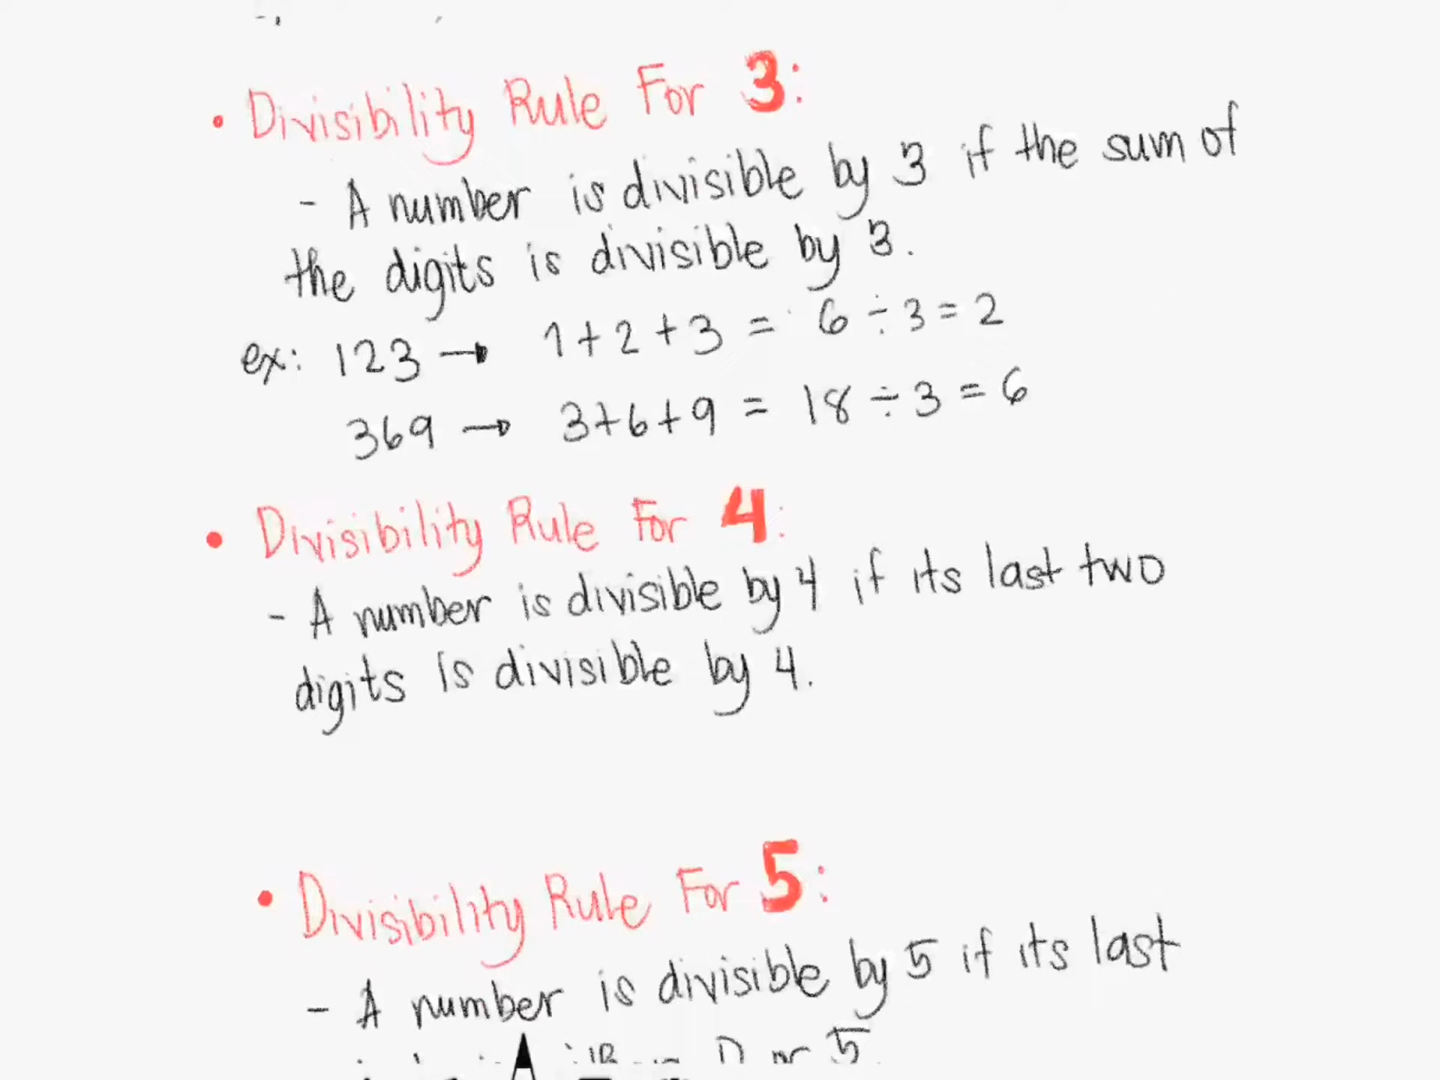 • Divisibility Rule For 3:
- A number is divisible by 3 if the sum of
the digits is divisible by 3.
ex: 123 → 1+2+3 = 6 ÷ 3 = 2
369 → 3+6+9 = 18 ÷ 3 = 6
• Divisibility Rule For 4:
- A number is divisible by 4 if its last two
digits is divisible by 4.
• Divisibility Rule For 5:
- A number is divisible by 5 if its last
or 5